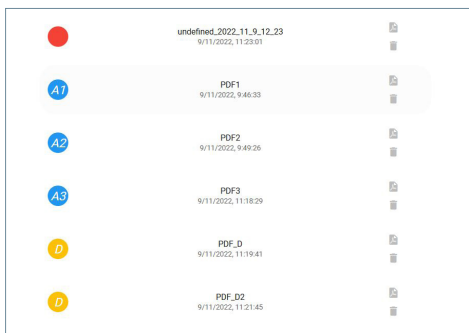 undefined_2022_11_9_12_23
9/11/2022, 11:23:01
A1
PDF1
9/11/2022, 9:46:33
A2
PDF2
9/11/2022, 9:49:26
A3
PDF3
9/11/2022, 11:18:29
D
PDF_D
9/11/2022, 11:19:41
D
PDF_D2
9/11/2022, 11:21:45